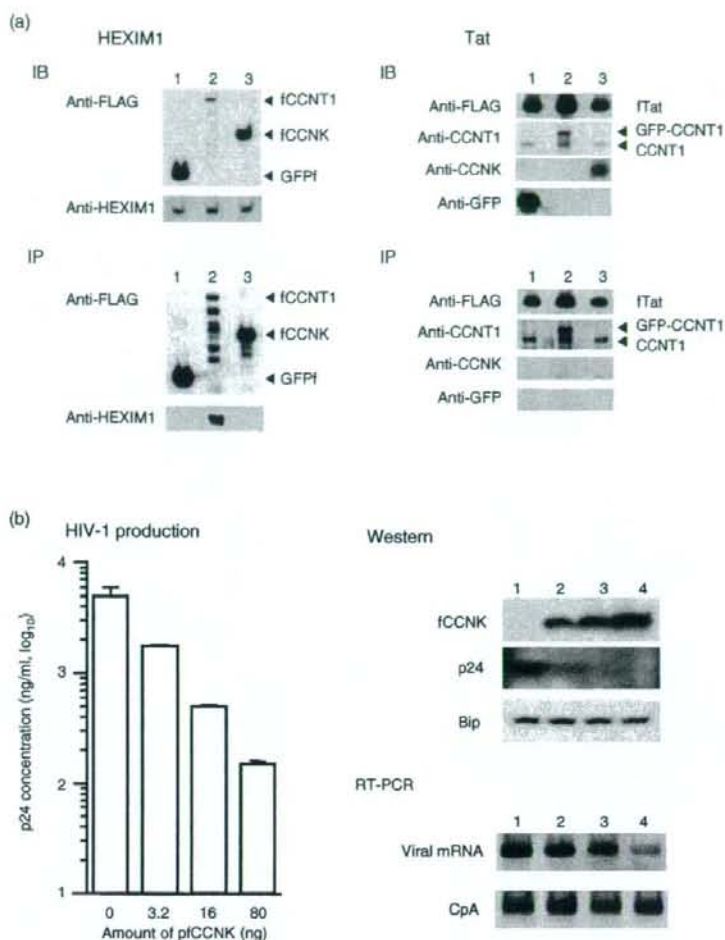 (a)
HEXIM1
IB
1 2 3
Anti-FLAG
fCCNT1
fCCNK
GFPf
Anti-HEXIM1
IP
1 2 3
Anti-FLAG
fCCNT1
fCCNK
GFPf
Anti-HEXIM1
Tat
IB
1 2 3
Anti-FLAG fTat
Anti-CCNT1 GFP-CCNT1
CCNT1
Anti-CCNK
Anti-GFP
IP
1 2 3
Anti-FLAG fTat
Anti-CCNT1 GFP-CCNT1
CCNT1
Anti-CCNK
Anti-GFP
(b)
HIV-1 production
p24 concentration (ng/ml, log10)
4
3
2
1
0 3.2 16 80
Amount of pfCCNK (ng)
Western
1 2 3 4
fCCNK
p24
Bip
RT-PCR
1 2 3 4
Viral mRNA
CpA